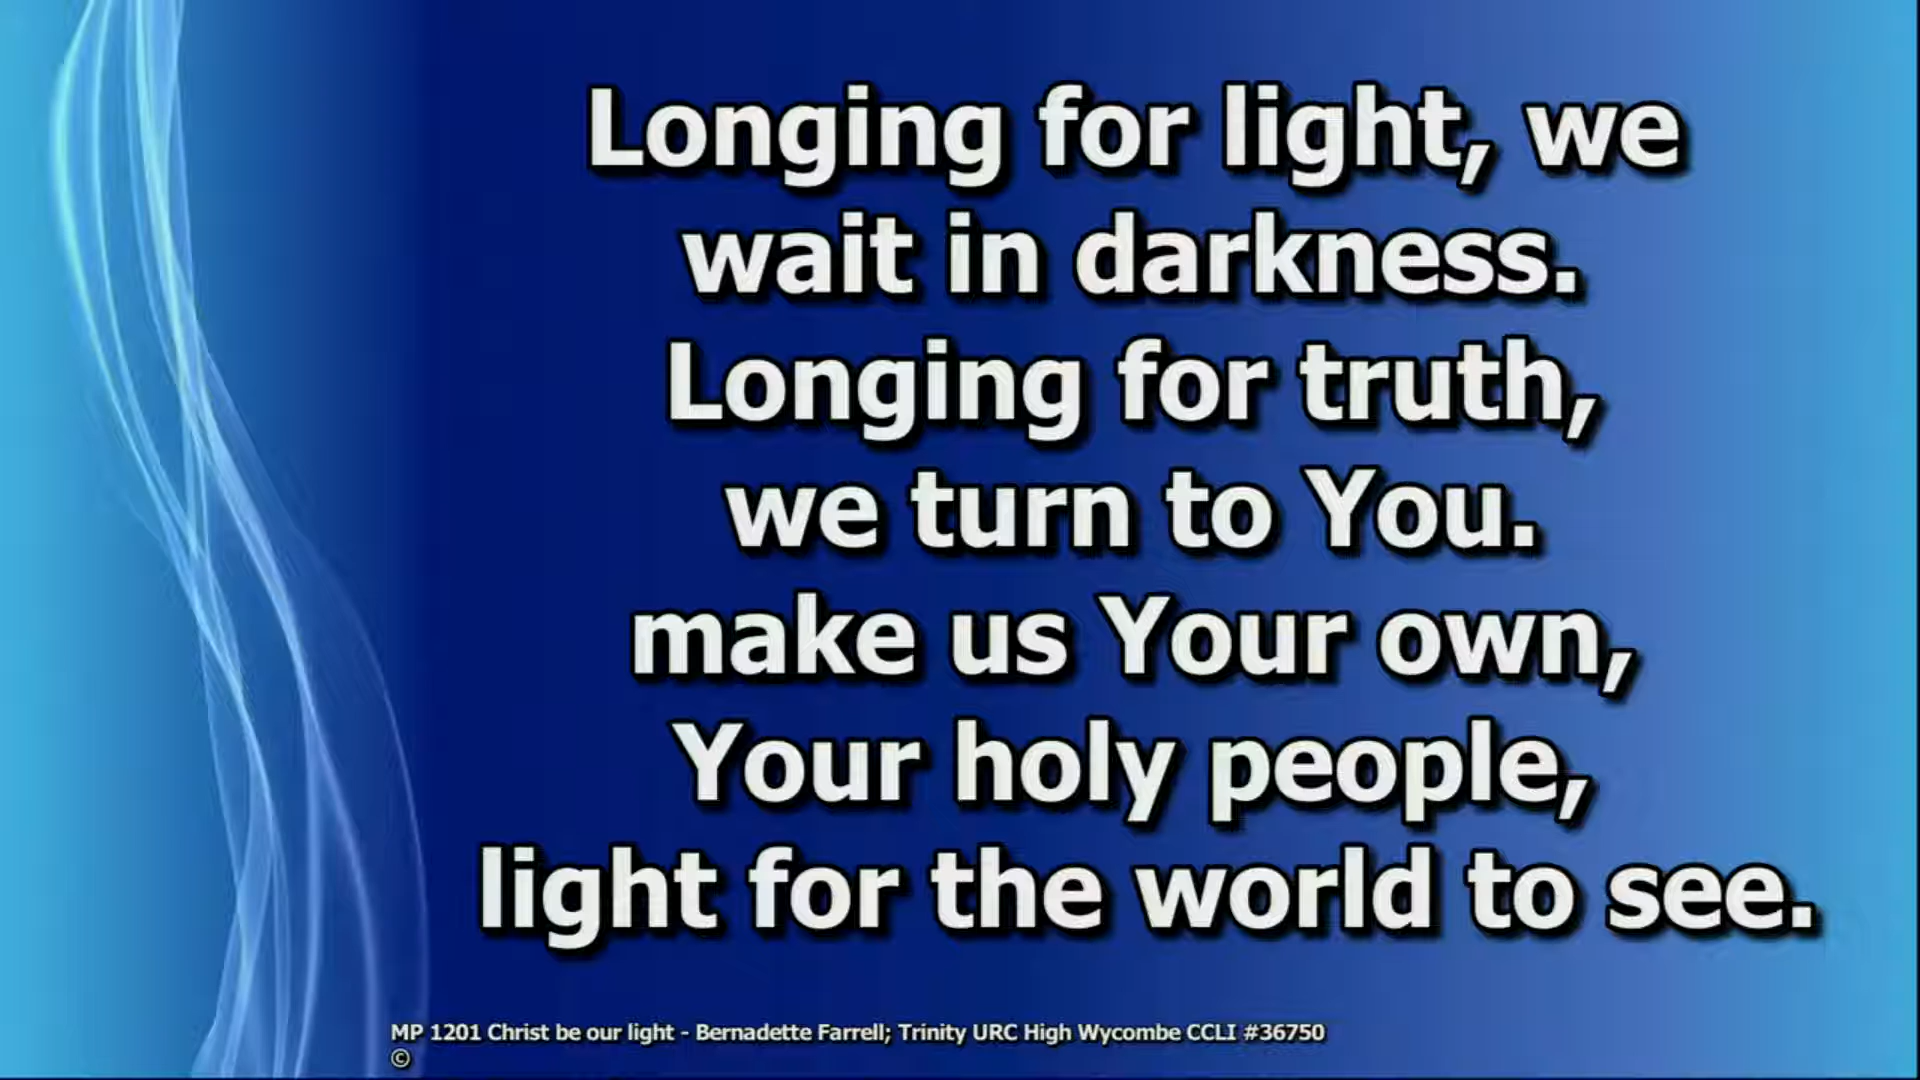 Longing for light, we
wait in darkness.
Longing for truth,
we turn to You.
make us Your own,
Your holy people,
light for the world to see.
MP 1201 Christ be our light - Bernadette Farrell; Trinity URC High Wycombe CCLI #36750
©